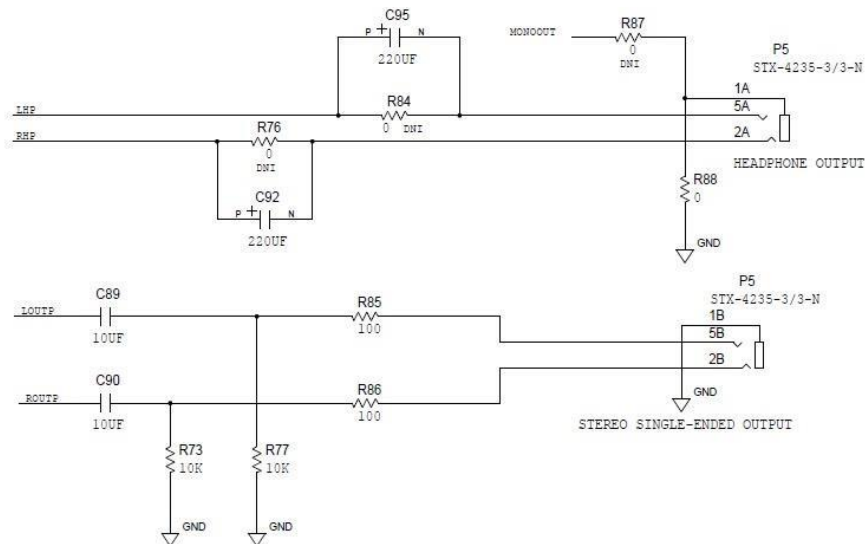 C95
P + N
220UF
MONOOUT
R87
0
DNI
P5
STX-4235-3/3-N
LHP
R84
0 DNI
1A
5A
RHP
R76
0
DNI
2A
HEADPHONE OUTPUT
C92
P + N
220UF
R88
0
GND
P5
STX-4235-3/3-N
LOUTP
C89
10UF
R85
100
1B
5B
2B
ROUTP
C90
10UF
R86
100
GND
STEREO SINGLE-ENDED OUTPUT
R73
10K
R77
10K
GND
GND